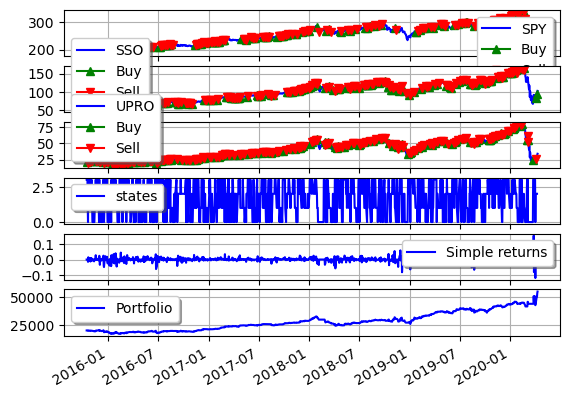 300
200
SPY
Buy
SSO
Buy
Sell
150
100
50
UPRO
Buy
Sell
75
50
25
2.5
0.0
states
0.1
0.0
−0.1
Simple returns
50000
25000
Portfolio
2016-01
2016-07
2017-01
2017-07
2018-01
2018-07
2019-01
2019-07
2020-01